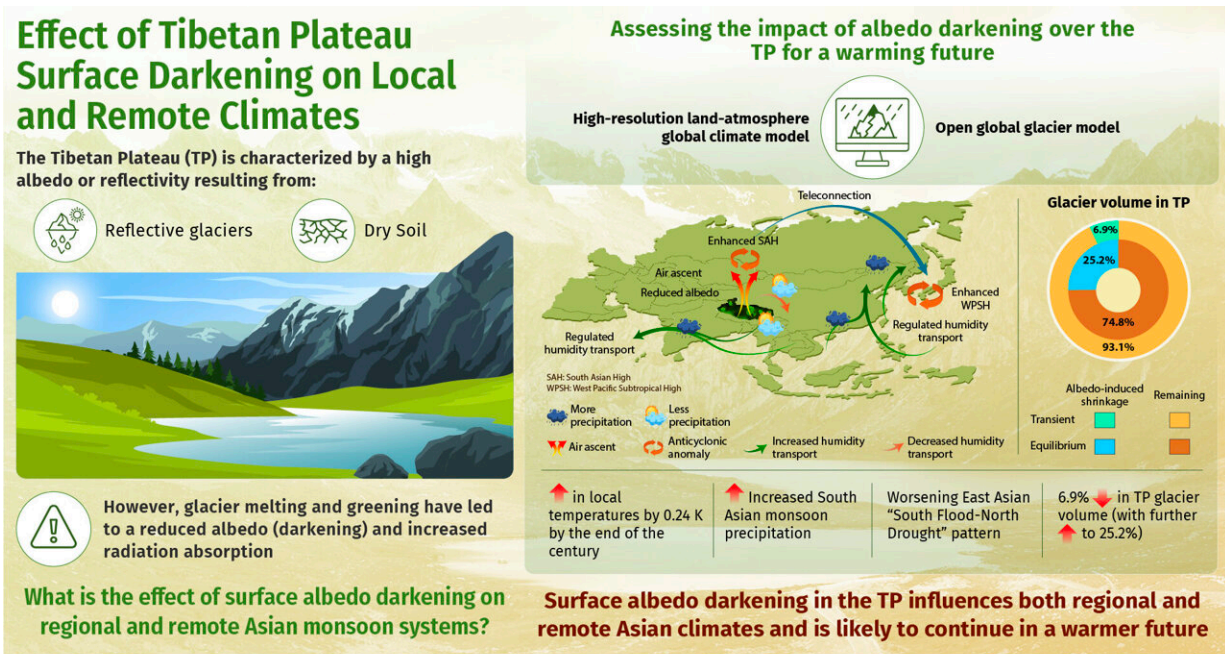 Effect of Tibetan Plateau
Surface Darkening on Local
and Remote Climates
The Tibetan Plateau (TP) is characterized by a high
albedo or reflectivity resulting from:
Reflective glaciers
Dry Soil
However, glacier melting and greening have led
to a reduced albedo (darkening) and increased
radiation absorption
What is the effect of surface albedo darkening on
regional and remote Asian monsoon systems?
Assessing the impact of albedo darkening over the
TP for a warming future
High-resolution land-atmosphere
global climate model
Open global glacier model
Teleconnection
Enhanced SAH
Air ascent
Reduced albedo
Enhanced
WPSH
Regulated
humidity transport
Regulated humidity
transport
SAH: South Asian High
WPSH: West Pacific Subtropical High
More
precipitation
Less
precipitation
Air ascent
Anticyclonic
anomaly
Increased humidity
transport
Decreased humidity
transport
Glacier volume in TP
6.9%
25.2%
74.8%
93.1%
Albedo-induced
shrinkage
Remaining
Transient
Equilibrium
in local
temperatures by 0.24 K
by the end of the
century
Increased South
Asian monsoon
precipitation
Worsening East Asian
“South Flood-North
Drought” pattern
6.9% in TP glacier
volume (with further
to 25.2%)
Surface albedo darkening in the TP influences both regional and
remote Asian climates and is likely to continue in a warmer future